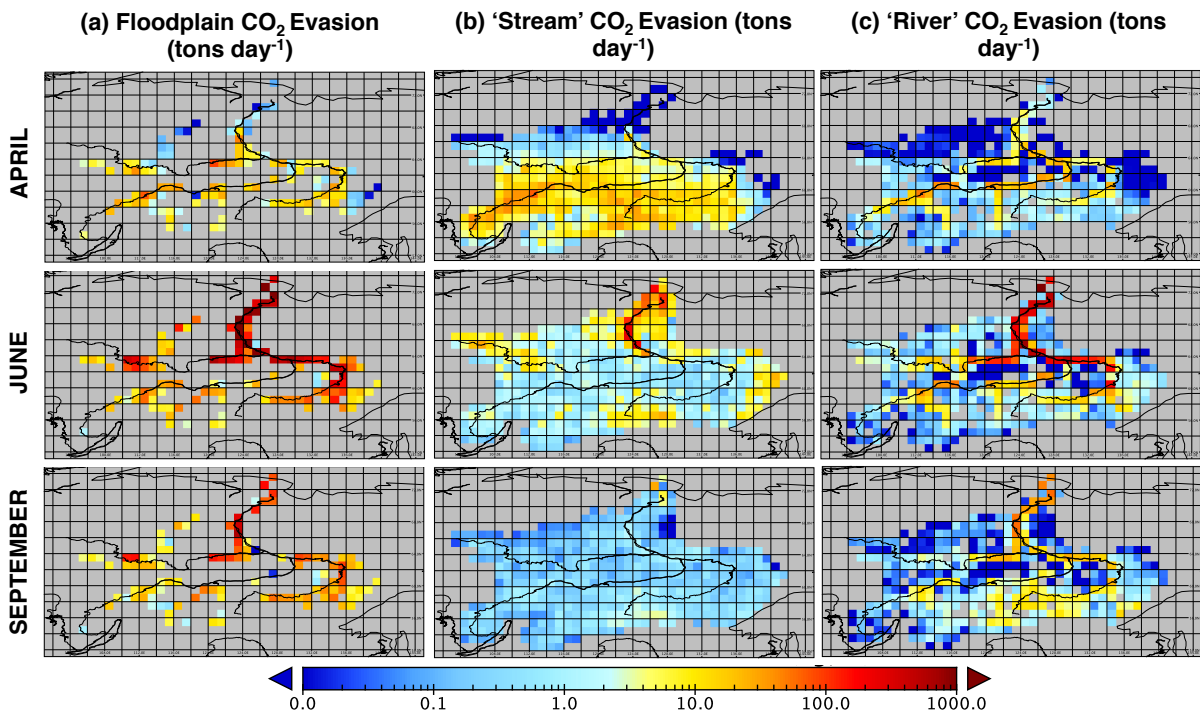 (a) Floodplain CO2 Evasion
(tons day-1)
(b) ‘Stream’ CO2 Evasion (tons
day-1)
(c) ‘River’ CO2 Evasion (tons
day-1)
APRIL
JUNE
SEPTEMBER
0.0 0.1 1.0 10.0 100.0 1000.0